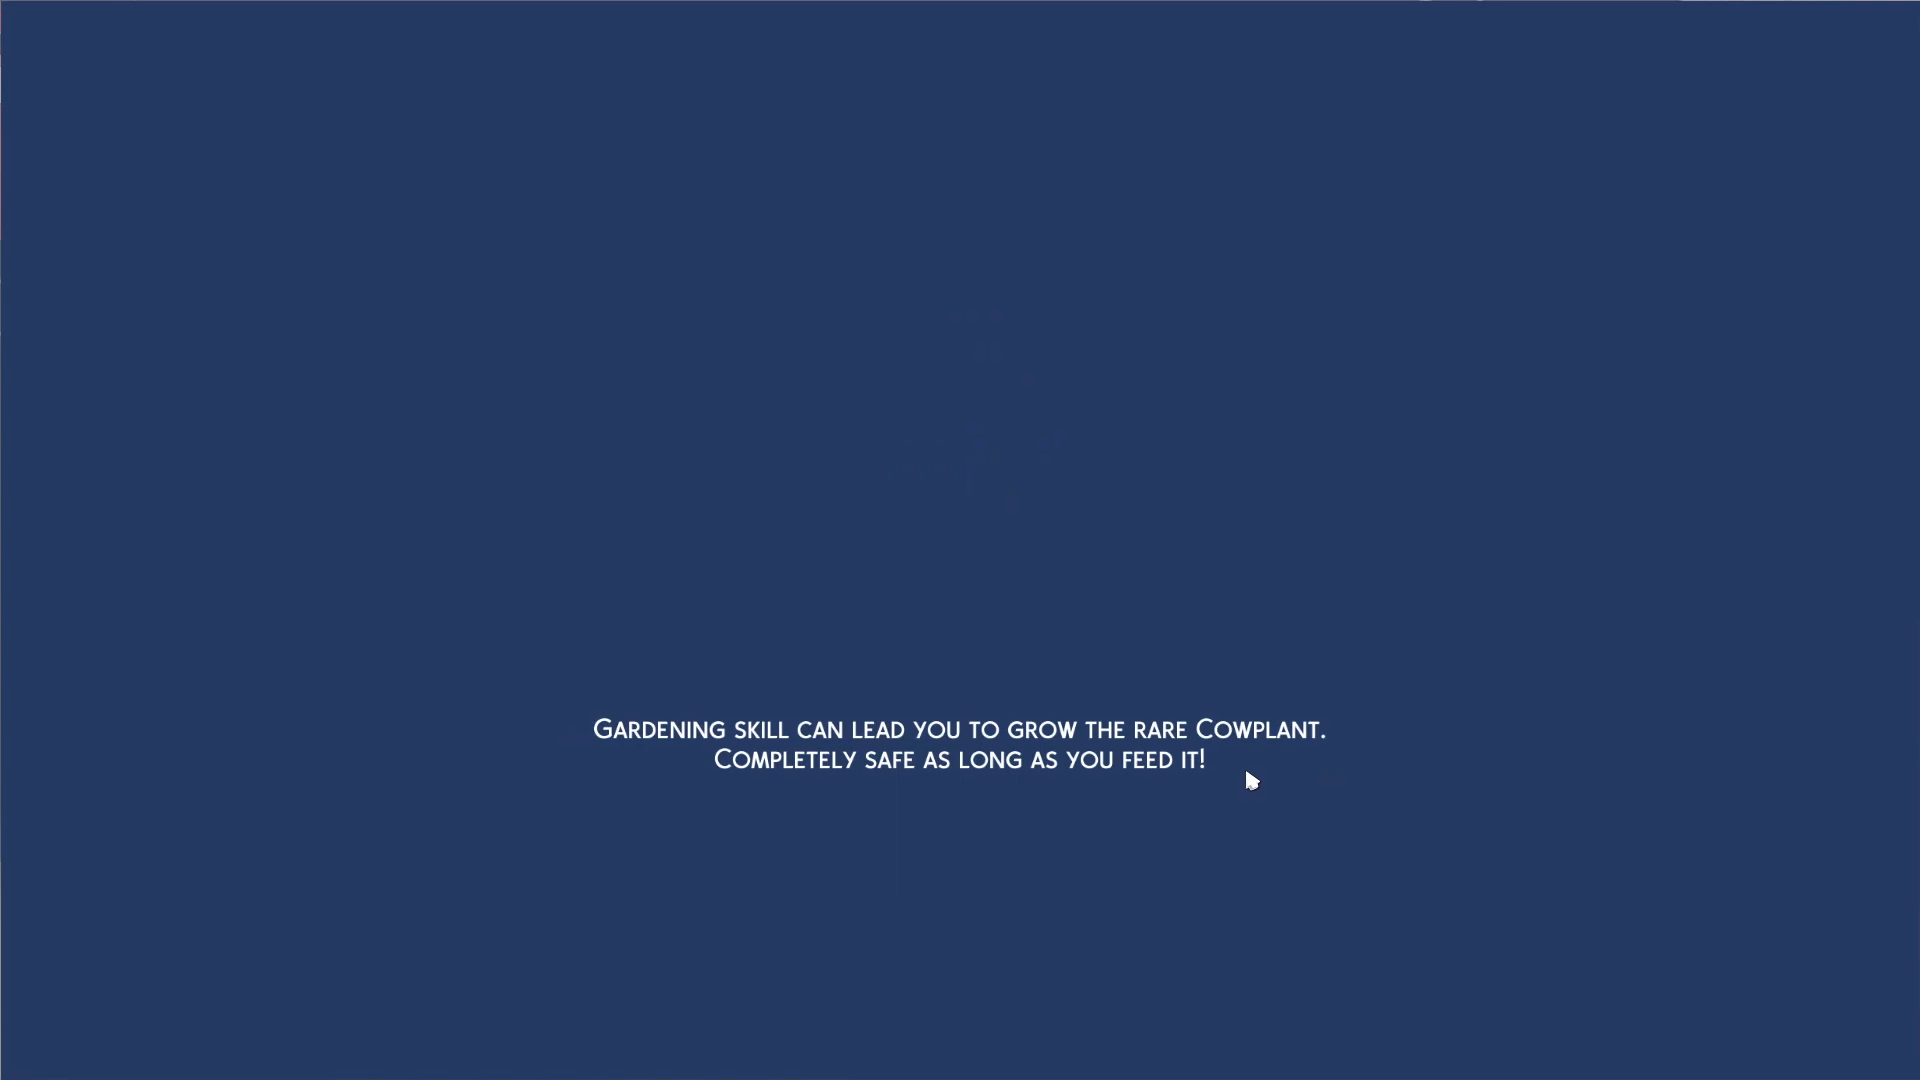 Gardening skill can lead you to grow the rare Cowplant.
Completely safe as long as you feed it!